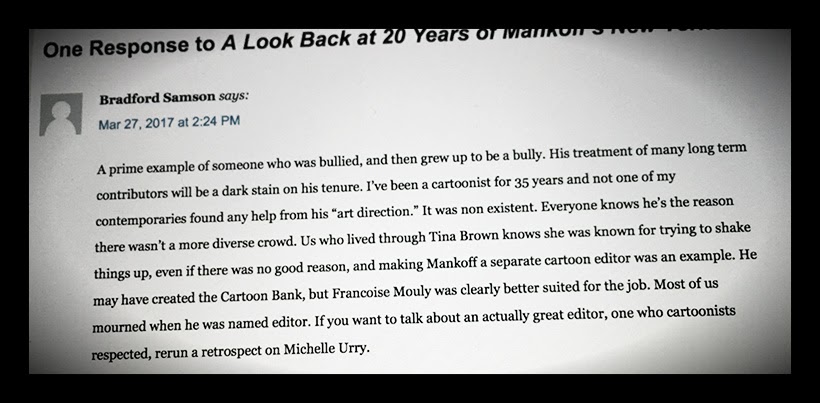 One Response to A Look Back at 20 Years of Mankoff's New
Bradford Samson says:
Mar 27, 2017 at 2:24 PM
A prime example of someone who was bullied, and then grew up to be a bully. His treatment of many long term
contributors will be a dark stain on his tenure. I've been a cartoonist for 35 years and not one of my
contemporaries found any help from his “art direction.” It was non existent. Everyone knows he's the reason
there wasn't a more diverse crowd. Us who lived through Tina Brown knows she was known for trying to shake
things up, even if there was no good reason, and making Mankoff a separate cartoon editor was an example. He
may have created the Cartoon Bank, but Francoise Mouly was clearly better suited for the job. Most of us
mourned when he was named editor. If you want to talk about an actually great editor, one who cartoonists
respected, rerun a retrospect on Michelle Urry.